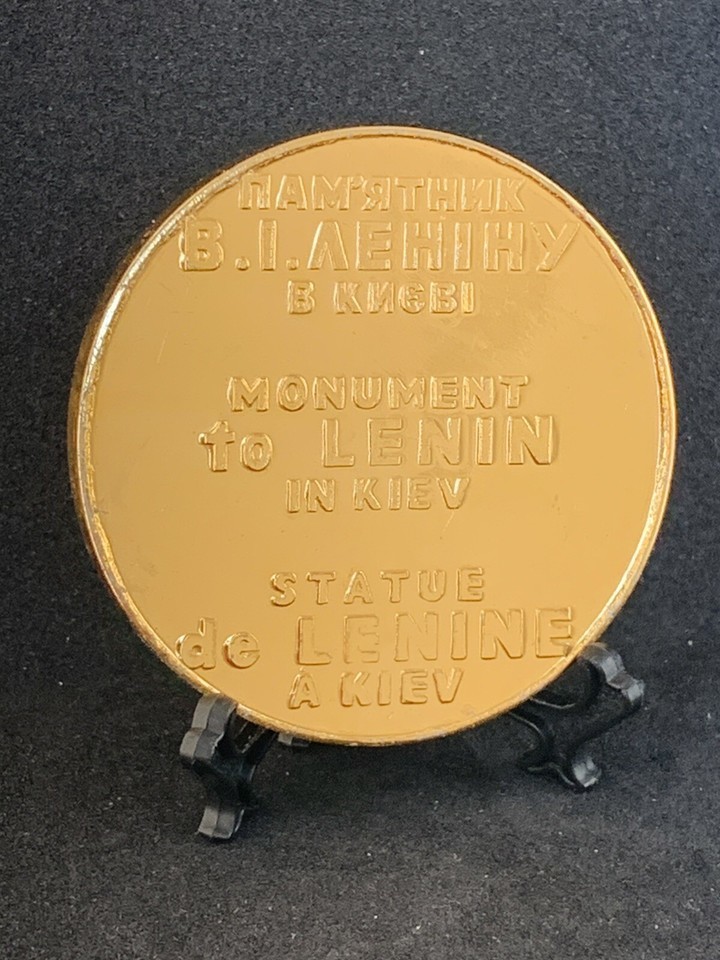 ПАМ'ЯТНИК
В.І.ЛЕНІНУ
В КИЄВІ
MONUMENT
to LENIN
IN KIEV
STATUE
de LENINE
A KIEV